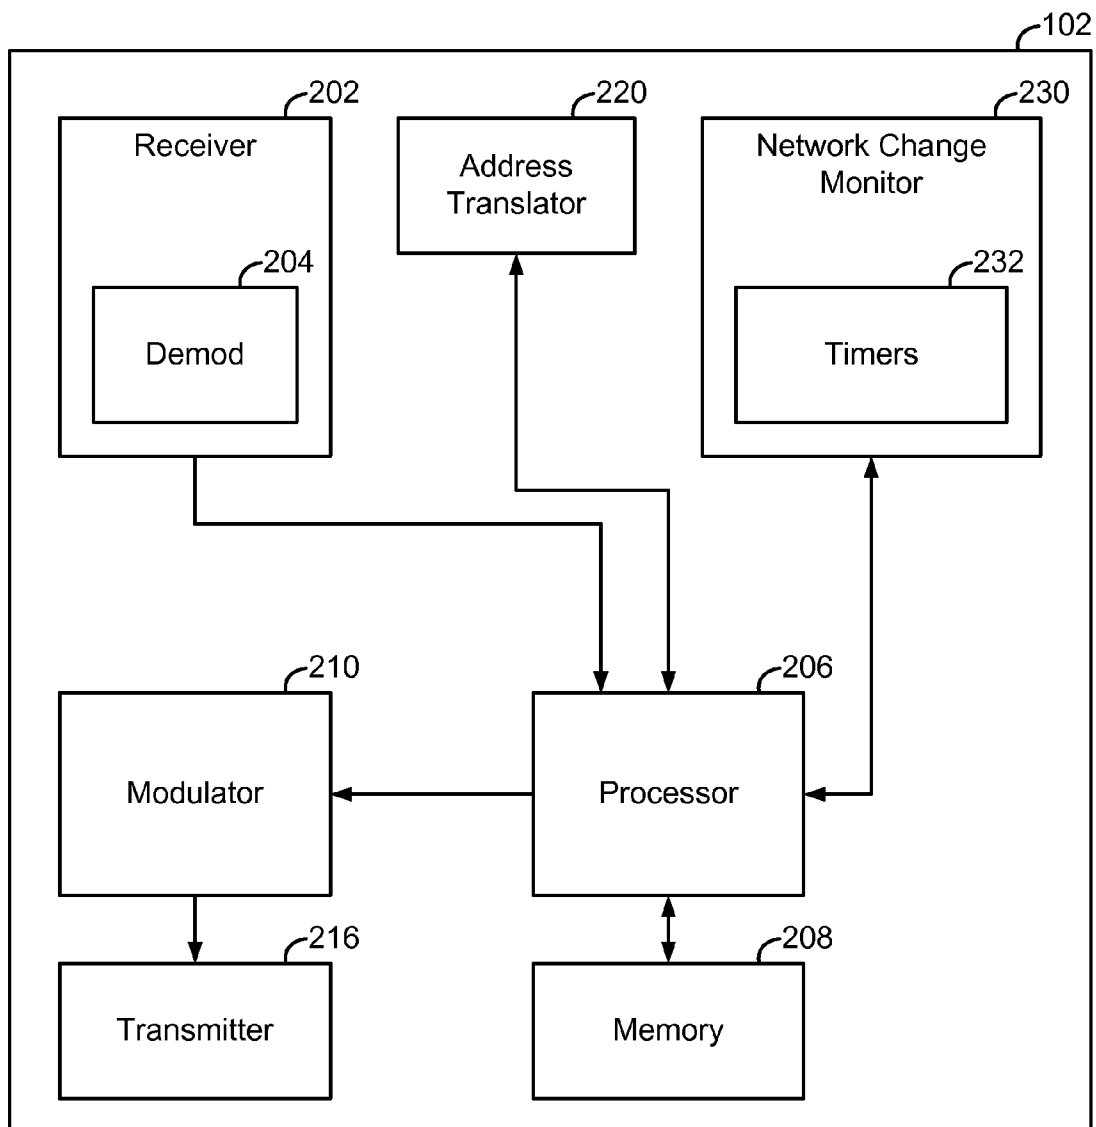 102
202
220
230
Receiver
Address
Translator
Network Change
Monitor
204
232
Demod
Timers
210
206
Modulator
Processor
216
208
Transmitter
Memory